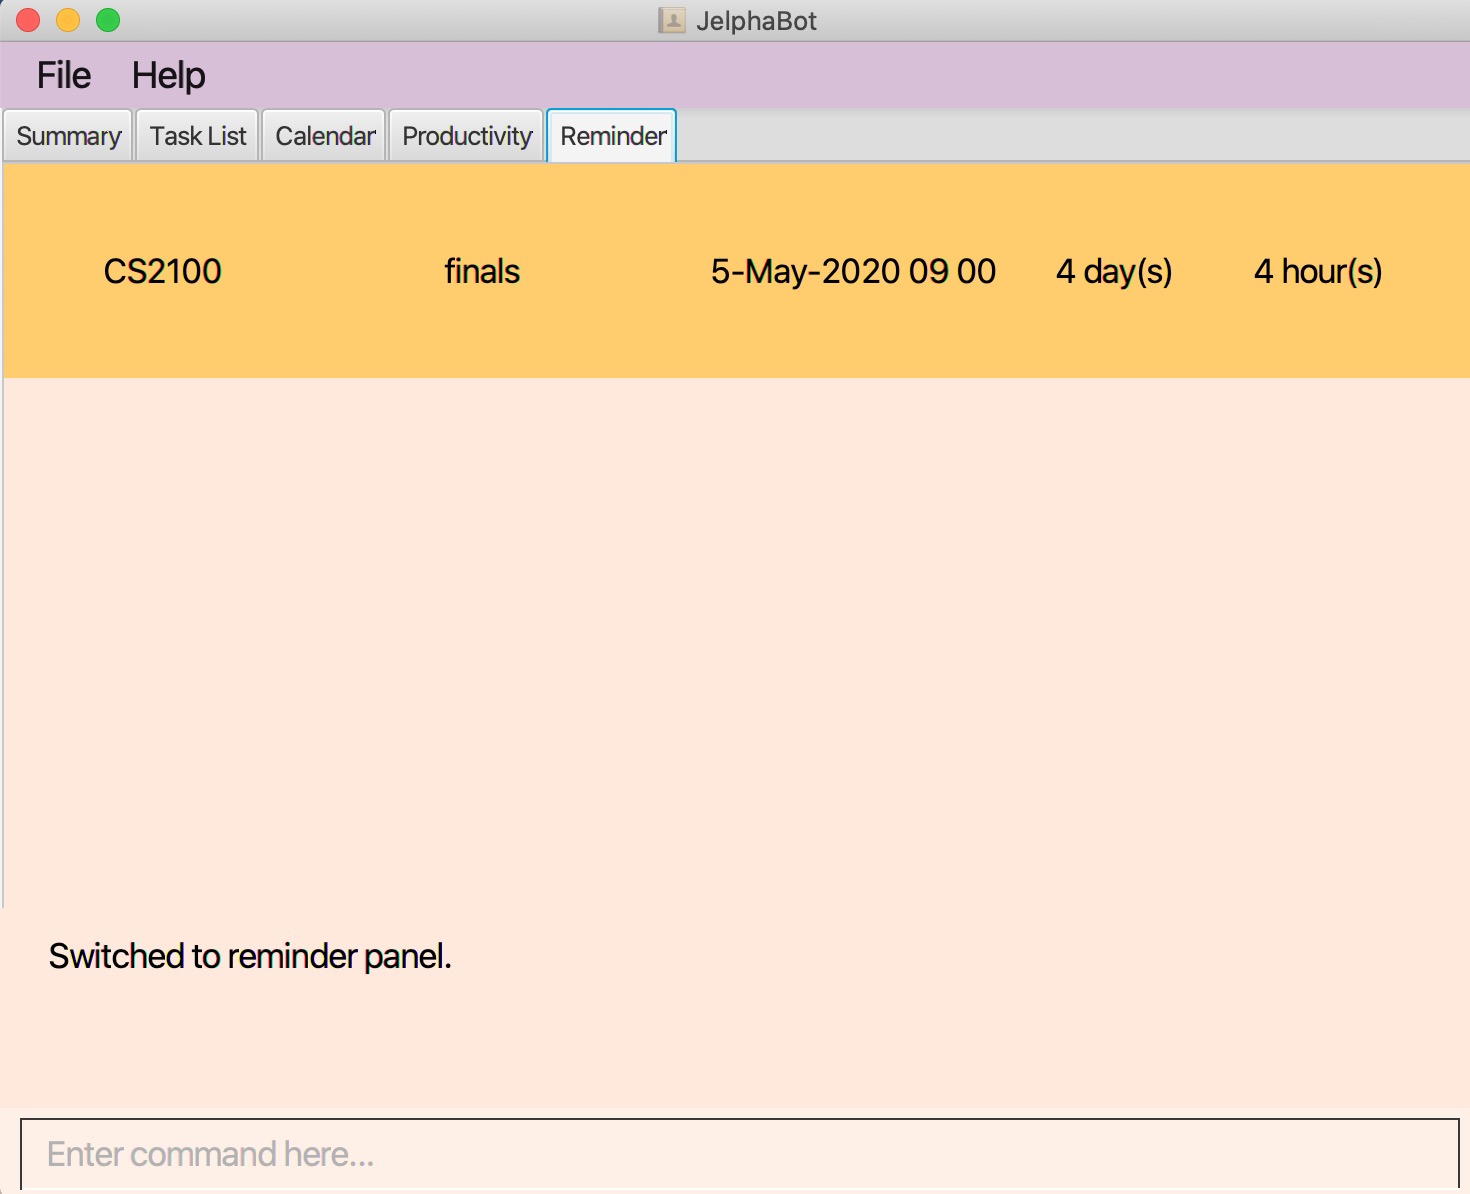 JelphaBot
File Help
Summary Task List Calendar Productivity Reminder
CS2100 finals 5-May-2020 09 00 4 day(s) 4 hour(s)
Switched to reminder panel.
Enter command here...